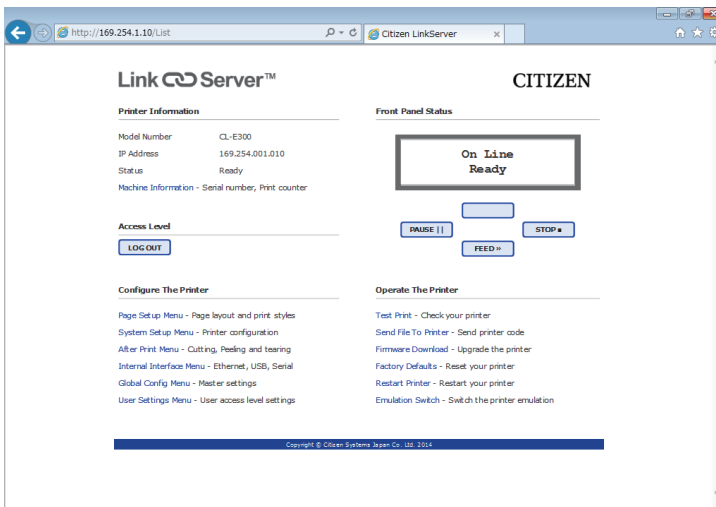 http://169.254.1.10/List
Citizen LinkServer
Link Server™
CITIZEN
Printer Information
Model Number CL-E300
IP Address 169.254.001.010
Status Ready
Machine Information - Serial number, Print counter
Front Panel Status
On Line
Ready
PAUSE ||
STOP ■
FEED »
Access Level
LOG OUT
Configure The Printer
Page Setup Menu - Page layout and print styles
System Setup Menu - Printer configuration
After Print Menu - Cutting, Peeling and tearing
Internal Interface Menu - Ethernet, USB, Serial
Global Config Menu - Master settings
User Settings Menu - User access level settings
Operate The Printer
Test Print - Check your printer
Send File To Printer - Send printer code
Firmware Download - Upgrade the printer
Factory Defaults - Reset your printer
Restart Printer - Restart your printer
Emulation Switch - Switch the printer emulation
Copyright © Citizen Systems Japan Co. Ltd, 2014